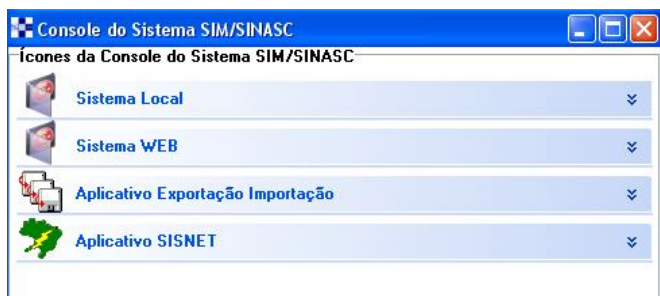 Console do Sistema SIM/SINASC
Ícones da Console do Sistema SIM/SINASC
Sistema Local
Sistema WEB
Aplicativo Exportação Importação
Aplicativo SISNET